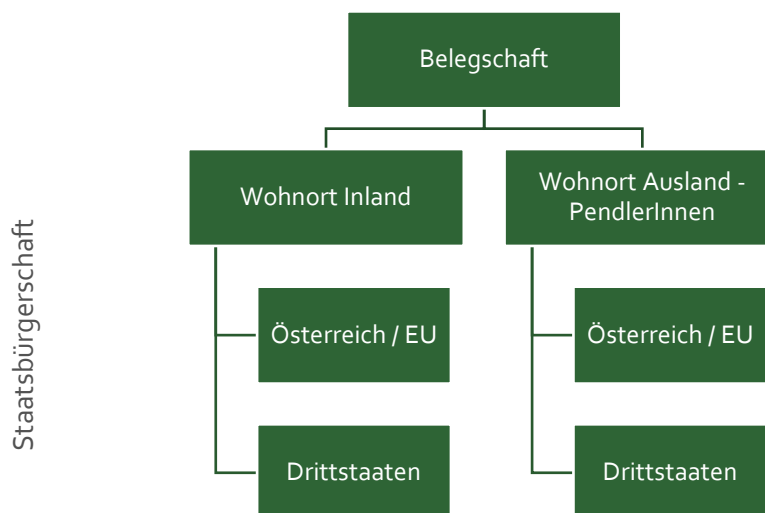 Belegschaft
Wohnort Inland
Wohnort Ausland -
PendlerInnen
Staatsbürgerschaft
Österreich / EU
Österreich / EU
Drittstaaten
Drittstaaten